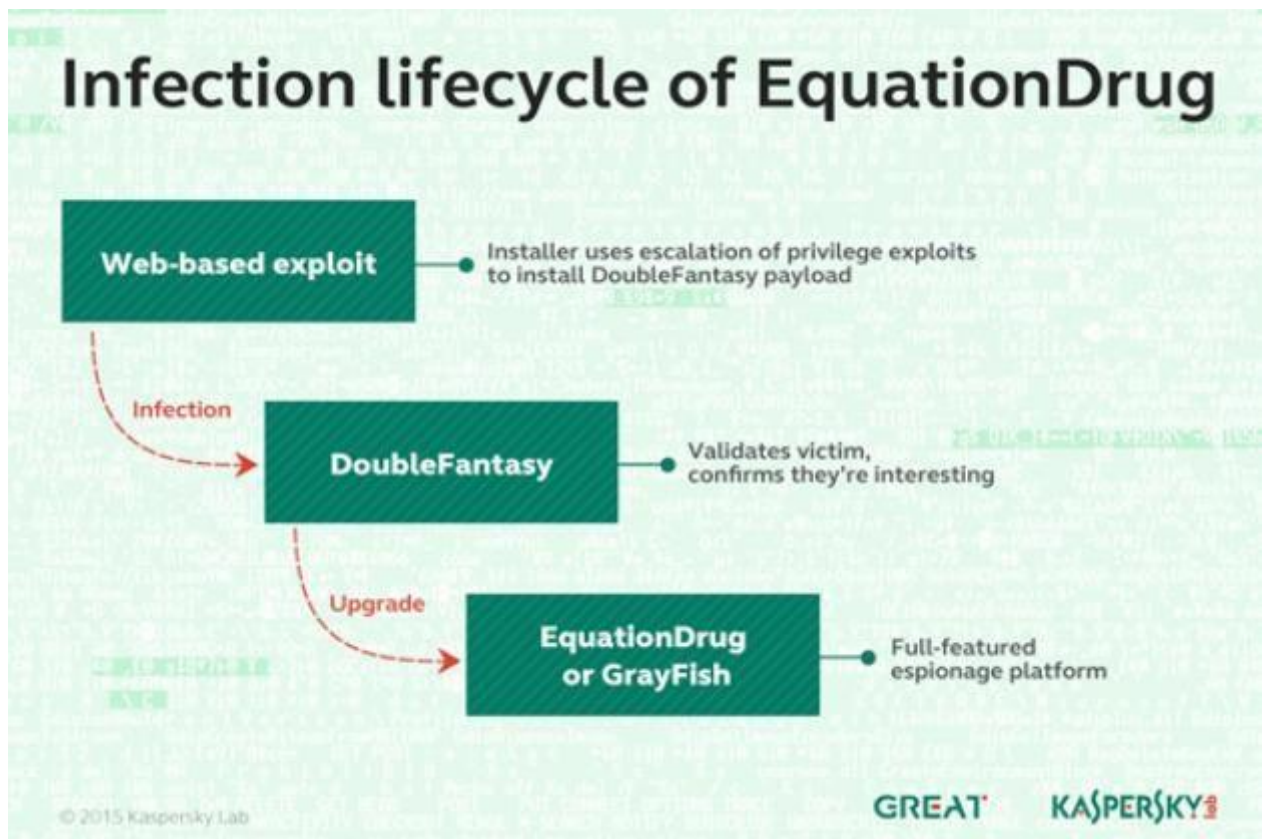 Infection lifecycle of EquationDrug
Web-based exploit
Installer uses escalation of privilege exploits
to install DoubleFantasy payload
Infection
DoubleFantasy
Validates victim,
confirms they're interesting
Upgrade
EquationDrug
or GrayFish
Full-featured
espionage platform
© 2015 Kaspersky Lab
GREAT
KASPERSKY lab